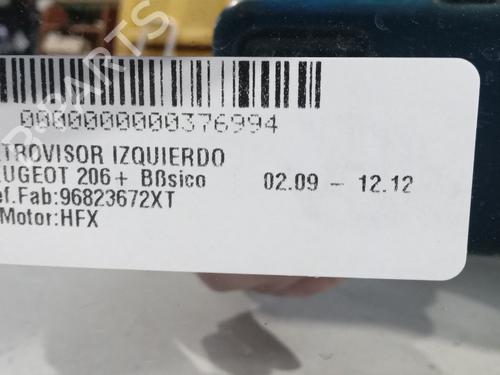 0000000000376994
TROVISOR IZQUIERDO
UGEOT 206+ Bßsico 02.09 - 12.12
ef.Fab:96823672XT
Motor:HFX